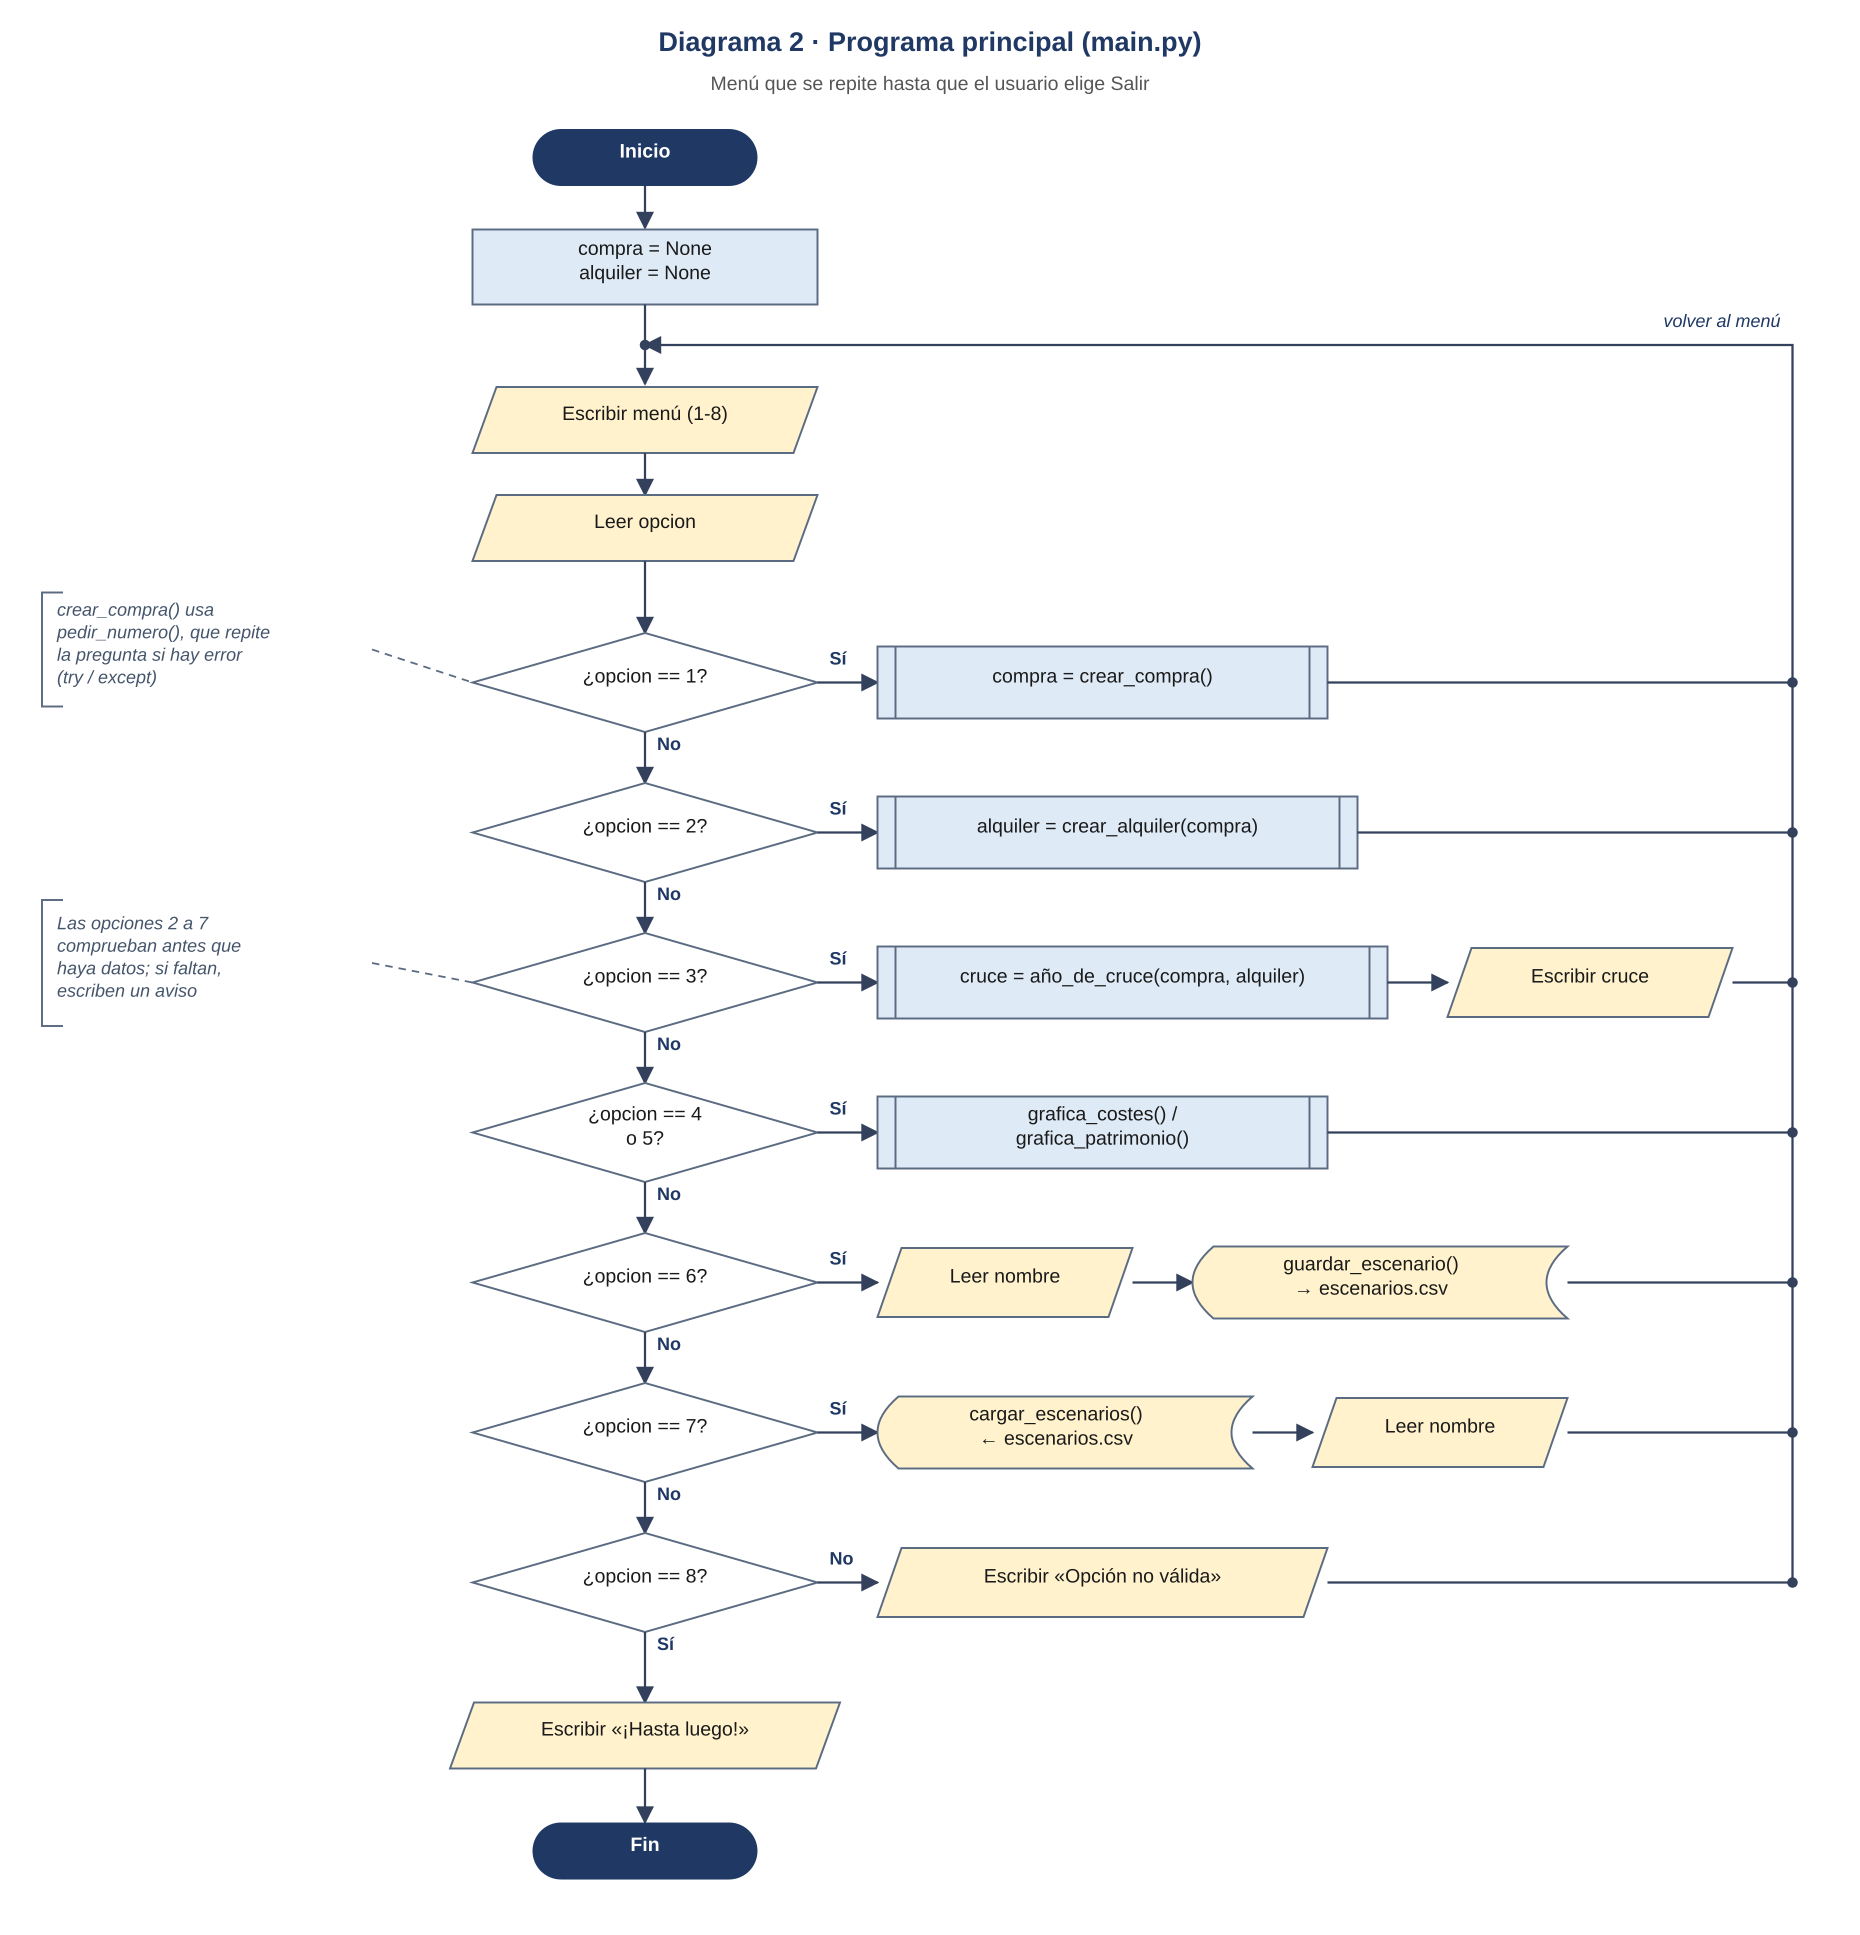 Diagrama 2 · Programa principal (main.py)
Menú que se repite hasta que el usuario elige Salir
Inicio
compra = None
alquiler = None
volver al menú
Escribir menú (1-8)
Leer opcion
crear_compra() usa
pedir_numero(), que repite
la pregunta si hay error
(try / except)
¿opcion == 1?
Sí
compra = crear_compra()
No
¿opcion == 2?
Sí
alquiler = crear_alquiler(compra)
No
Las opciones 2 a 7
comprueban antes que
haya datos; si faltan,
escriben un aviso
¿opcion == 3?
Sí
cruce = año_de_cruce(compra, alquiler)
Escribir cruce
No
¿opcion == 4
o 5?
Sí
grafica_costes() /
grafica_patrimonio()
No
¿opcion == 6?
Sí
Leer nombre
guardar_escenario()
→ escenarios.csv
No
¿opcion == 7?
Sí
cargar_escenarios()
← escenarios.csv
Leer nombre
No
¿opcion == 8?
No
Escribir «Opción no válida»
Sí
Escribir «¡Hasta luego!»
Fin